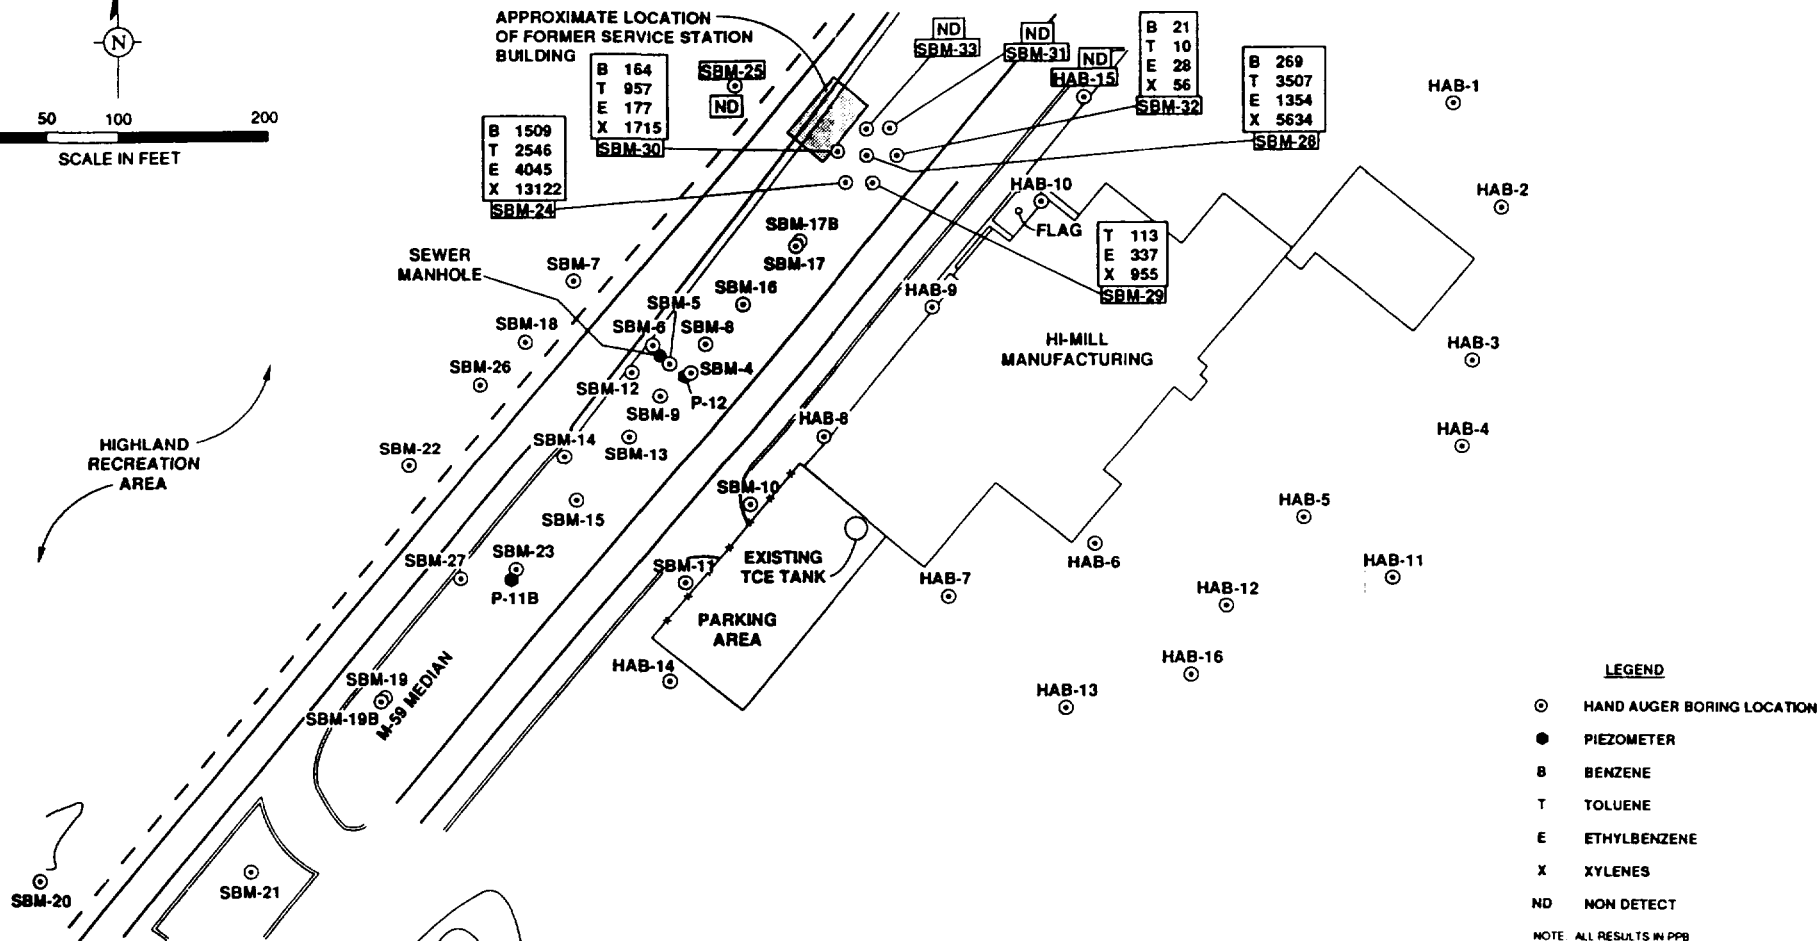 N
50 100 200
SCALE IN FEET
APPROXIMATE LOCATION
OF FORMER SERVICE STATION
BUILDING
B 164
T 957
E 177
X 1715
SBM-30
SBM-25
ND
B 1509
T 2546
E 4045
X 13122
SBM-24
ND
SBM-33
ND
SBM-31
ND
HAB-15
B 21
T 10
E 28
X 56
SBM-32
B 269
T 3507
E 1354
X 5634
SBM-28
HAB-1
HAB-2
HAB-10
FLAG
T 113
E 337
X 955
SBM-29
SBM-17B
SBM-17
SEWER
MANHOLE
SBM-7
SBM-16
SBM-5
HAB-9
SBM-18
SBM-6
SBM-8
HI-MILL
MANUFACTURING
HAB-3
SBM-26
SBM-12
SBM-4
P-12
SBM-9
HAB-8
HAB-4
HIGHLAND
RECREATION
AREA
SBM-22
SBM-14
SBM-13
SBM-10
HAB-5
SBM-15
SBM-27
SBM-23
P-11B
SBM-11
EXISTING
TCE TANK
HAB-7
HAB-6
HAB-11
HAB-12
PARKING
AREA
HAB-14
HAB-16
HAB-13
SBM-19
SBM-19B
M-59 MEDIAN
SBM-21
SBM-20
LEGEND
HAND AUGER BORING LOCATION
PIEZOMETER
B BENZENE
T TOLUENE
E ETHYLBENZENE
X XYLENES
ND NON DETECT
NOTE ALL RESULTS IN PPB